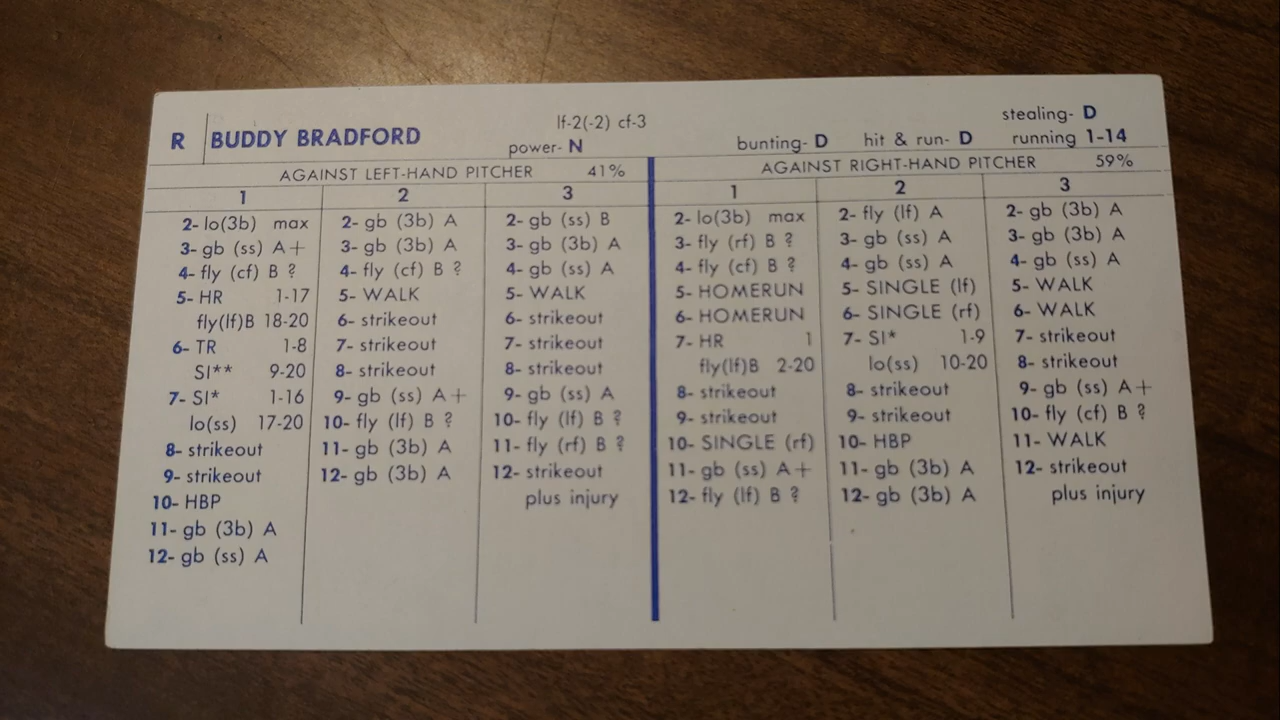 R BUDDY BRADFORD
lf-2(-2) cf-3
power- N
bunting- D hit & run- D
stealing- D
running 1-14
AGAINST LEFT-HAND PITCHER 41%
1
2- lo(3b) max
3- gb (ss) A+
4- fly (cf) B ?
5- HR 1-17
fly(lf)B 18-20
6- TR 1-8
SI** 9-20
7- SI* 1-16
lo(ss) 17-20
8- strikeout
9- strikeout
10- HBP
11- gb (3b) A
12- gb (ss) A
2
2- gb (3b) A
3- gb (3b) A
4- fly (cf) B ?
5- WALK
6- strikeout
7- strikeout
8- strikeout
9- gb (ss) A+
10- fly (lf) B ?
11- gb (3b) A
12- gb (3b) A
3
2- gb (ss) B
3- gb (3b) A
4- gb (ss) A
5- WALK
6- strikeout
7- strikeout
8- strikeout
9- gb (ss) A
10- fly (lf) B ?
11- fly (rf) B ?
12- strikeout
plus injury
AGAINST RIGHT-HAND PITCHER 59%
1
2- lo(3b) max
3- fly (rf) B ?
4- fly (cf) B ?
5- HOMERUN
6- HOMERUN
7- HR 1
fly(lf)B 2-20
8- strikeout
9- strikeout
10- SINGLE (rf)
11- gb (ss) A+
12- fly (lf) B ?
2
2- fly (lf) A
3- gb (ss) A
4- gb (ss) A
5- SINGLE (lf)
6- SINGLE (rf)
7- SI* 1-9
lo(ss) 10-20
8- strikeout
9- strikeout
10- HBP
11- gb (3b) A
12- gb (3b) A
3
2- gb (3b) A
3- gb (3b) A
4- gb (ss) A
5- WALK
6- WALK
7- strikeout
8- strikeout
9- gb (ss) A+
10- fly (cf) B ?
11- WALK
12- strikeout
plus injury